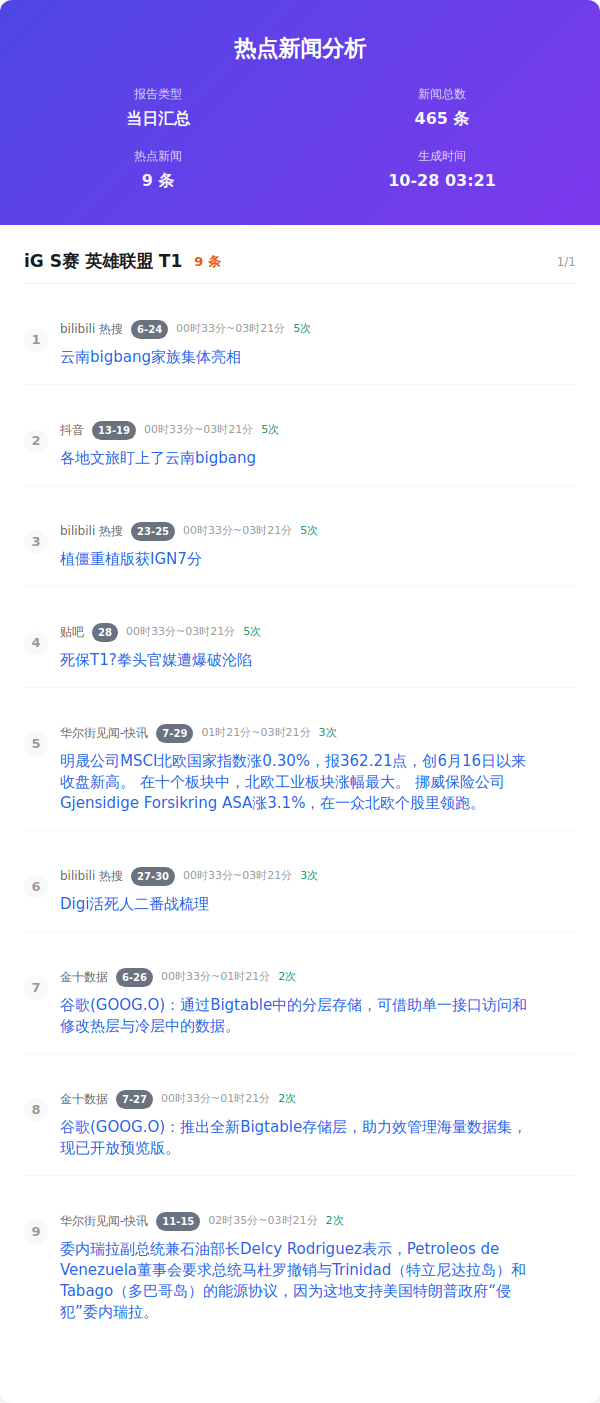 热点新闻分析
报告类型
新闻总数
当日汇总
465 条
热点新闻
生成时间
9 条
10-28 03:21
iG S赛 英雄联盟 T1 9 条 1/1
1
bilibili 热搜 6-24 00时33分~03时21分 5次
云南bigbang家族集体亮相
2
抖音 13-19 00时33分~03时21分 5次
各地文旅盯上了云南bigbang
3
bilibili 热搜 23-25 00时33分~03时21分 5次
植僵重植版获IGN7分
4
贴吧 28 00时33分~03时21分 5次
死保T1?拳头官媒遭爆破沦陷
5
华尔街见闻-快讯 7-29 01时21分~03时21分 3次
明晟公司MSCI北欧国家指数涨0.30%，报362.21点，创6月16日以来
收盘新高。 在十个板块中，北欧工业板块涨幅最大。 挪威保险公司
Gjensidige Forsikring ASA涨3.1%，在一众北欧个股里领跑。
6
bilibili 热搜 27-30 00时33分~03时21分 3次
Digi活死人二番战梳理
7
金十数据 6-26 00时33分~01时21分 2次
谷歌(GOOG.O)：通过Bigtable中的分层存储，可借助单一接口访问和
修改热层与冷层中的数据。
8
金十数据 7-27 00时33分~01时21分 2次
谷歌(GOOG.O)：推出全新Bigtable存储层，助力效管理海量数据集，
现已开放预览版。
9
华尔街见闻-快讯 11-15 02时35分~03时21分 2次
委内瑞拉副总统兼石油部长Delcy Rodriguez表示，Petroleos de
Venezuela董事会要求总统马杜罗撤销与Trinidad（特立尼达拉岛）和
Tabago（多巴哥岛）的能源协议，因为这地支持美国特朗普政府“侵
犯”委内瑞拉。